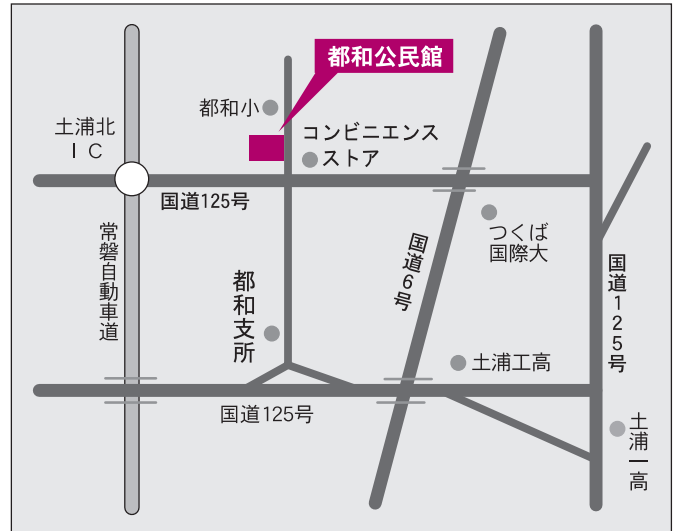 都和公民館
都和小
土浦北
ＩＣ
コンビニエンス
ストア
国道125号
つくば
国際大
常磐自動車道
国道6号
国道125号
都和支所
土浦工高
国道125号
土浦一高